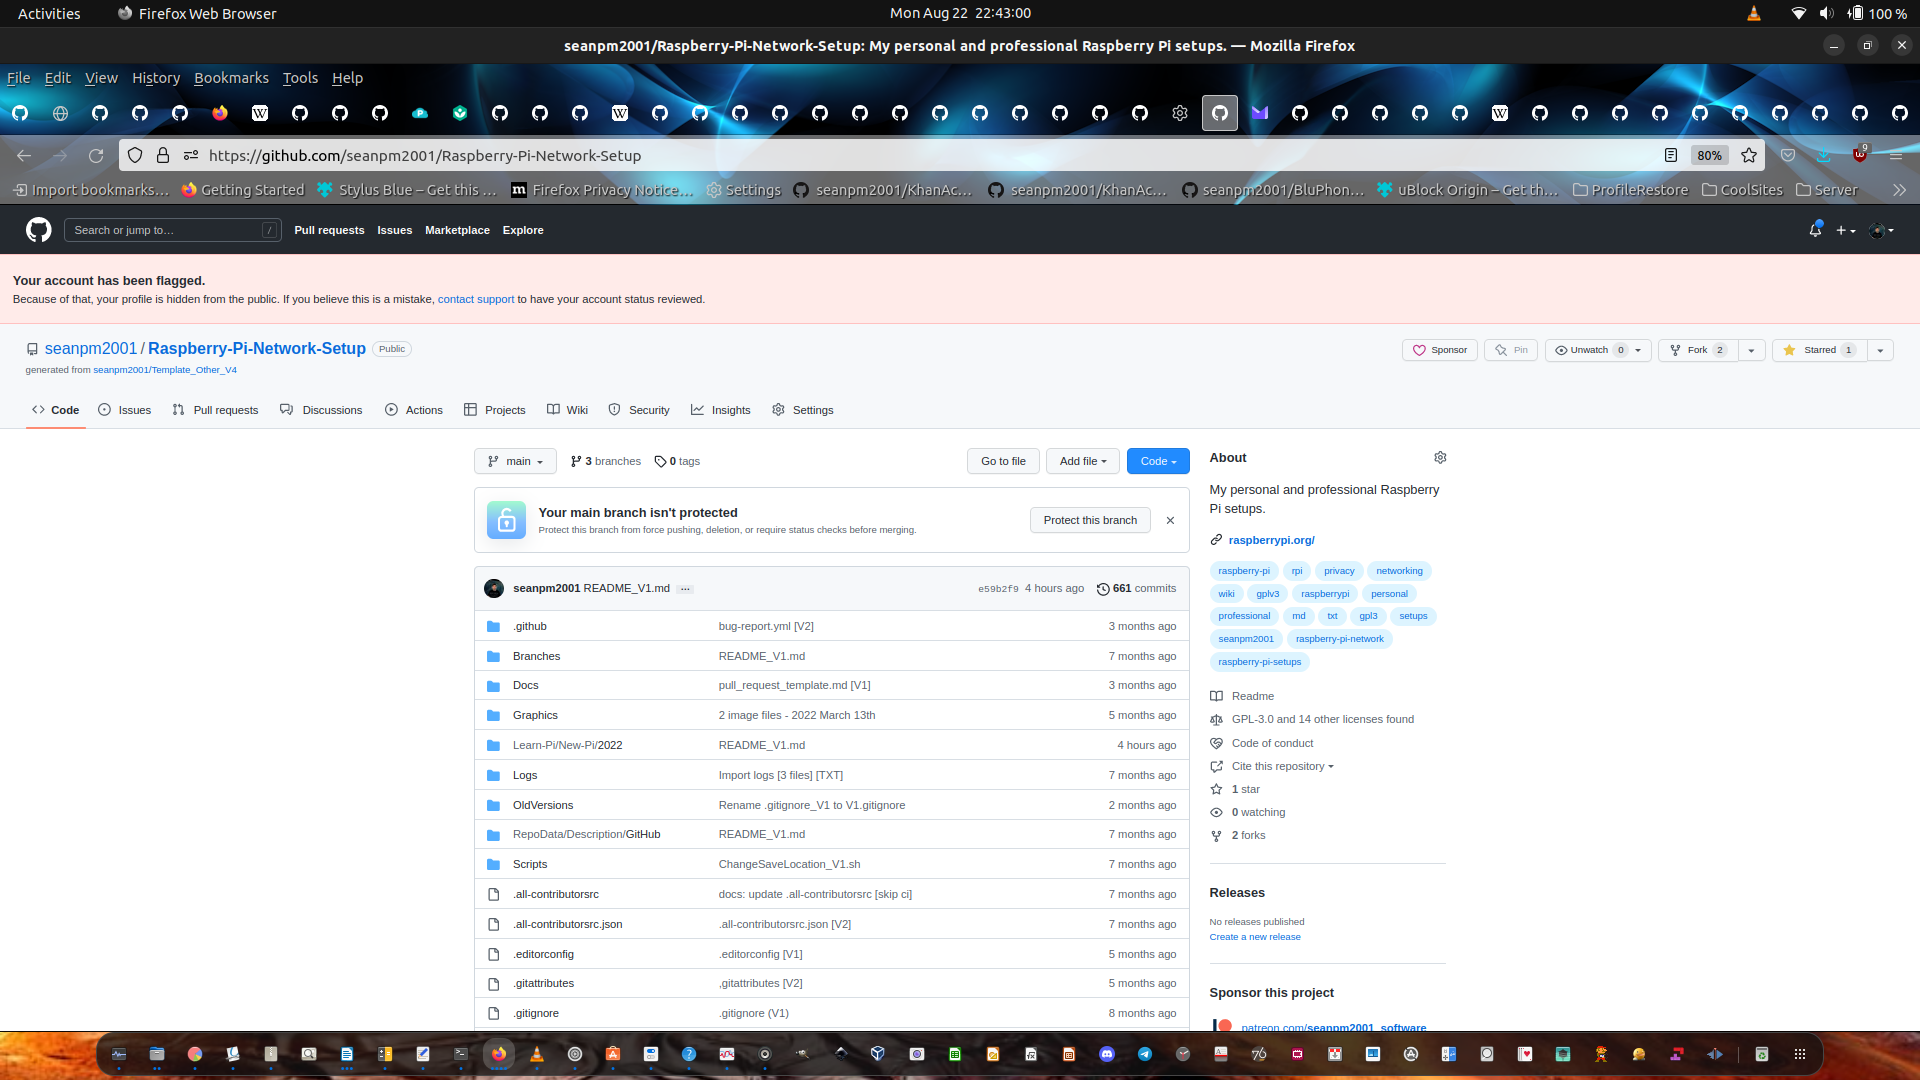 Activities Firefox Web Browser Mon Aug 22 22:43:00 100 %
seanpm2001/Raspberry-Pi-Network-Setup: My personal and professional Raspberry Pi setups. — Mozilla Firefox
File Edit View History Bookmarks Tools Help
https://github.com/seanpm2001/Raspberry-Pi-Network-Setup 80% 9
Import bookmarks… Getting Started Stylus Blue – Get this … Firefox Privacy Notice… Settings seanpm2001/KhanAc… seanpm2001/KhanAc… seanpm2001/BluPhon… uBlock Origin – Get th… ProfileRestore CoolSites Server
Search or jump to… / Pull requests Issues Marketplace Explore
Your account has been flagged.
Because of that, your profile is hidden from the public. If you believe this is a mistake, contact support to have your account status reviewed.
seanpm2001 / Raspberry-Pi-Network-Setup Public Sponsor Pin Unwatch 0 Fork 2 Starred 1
generated from seanpm2001/Template_Other_V4
Code Issues Pull requests Discussions Actions Projects Wiki Security Insights Settings
main 3 branches 0 tags Go to file Add file Code
Your main branch isn't protected
Protect this branch from force pushing, deletion, or require status checks before merging.
Protect this branch
seanpm2001 README_V1.md ... e59b2f9 4 hours ago 661 commits
.github bug-report.yml [V2] 3 months ago
Branches README_V1.md 7 months ago
Docs pull_request_template.md [V1] 3 months ago
Graphics 2 image files - 2022 March 13th 5 months ago
Learn-Pi/New-Pi/2022 README_V1.md 4 hours ago
Logs Import logs [3 files] [TXT] 7 months ago
OldVersions Rename .gitignore_V1 to V1.gitignore 2 months ago
RepoData/Description/GitHub README_V1.md 7 months ago
Scripts ChangeSaveLocation_V1.sh 7 months ago
.all-contributorsrc docs: update .all-contributorsrc [skip ci] 7 months ago
.all-contributorsrc.json .all-contributorsrc.json [V2] 7 months ago
.editorconfig .editorconfig [V1] 5 months ago
.gitattributes ,gitattributes [V2] 5 months ago
.gitignore .gitignore (V1) 8 months ago
About
My personal and professional Raspberry
Pi setups.
raspberrypi.org/
raspberry-pi rpi privacy networking
wiki gplv3 raspberrypi personal
professional md txt gpl3 setups
seanpm2001 raspberry-pi-network
raspberry-pi-setups
Readme
GPL-3.0 and 14 other licenses found
Code of conduct
Cite this repository
1 star
0 watching
2 forks
Releases
No releases published
Create a new release
Sponsor this project
patreon.com/seanpm2001_software